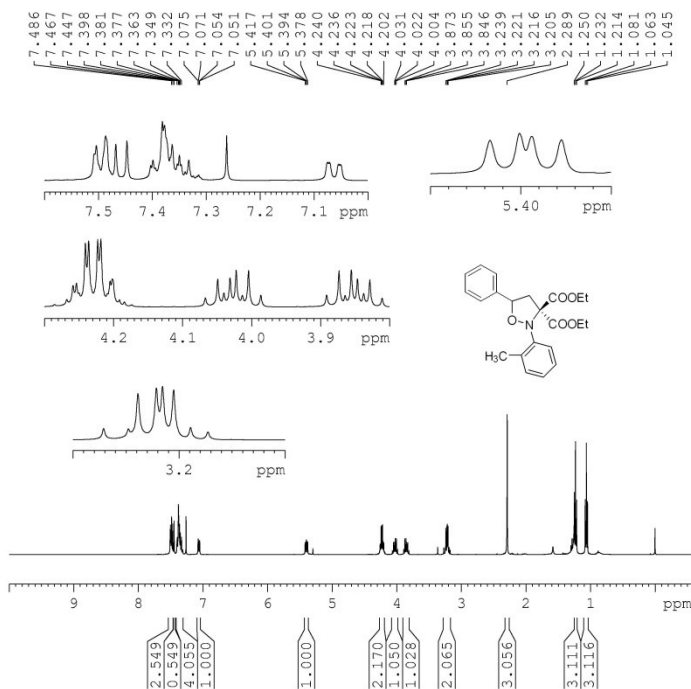 7.486 7.467 7.447 7.398 7.381 7.377 7.363 7.349 7.332 7.075 7.071 7.054 7.051 5.417 5.401 5.394 5.378 4.240 4.236 4.223 4.218 4.202 4.031 4.022 4.004 3.873 3.855 3.846 3.239 3.221 3.216 3.205 2.289 1.250 1.232 1.214 1.081 1.063 1.045
7.5 7.4 7.3 7.2 7.1 ppm
5.40 ppm
4.2 4.1 4.0 3.9 ppm
COOEt
O N COOEt
H₃C
3.2 ppm
9 8 7 6 5 4 3 2 1 ppm
2.549 0.549 4.055 1.000 1.000 2.170 1.050 1.028 2.065 3.056 3.111 3.116